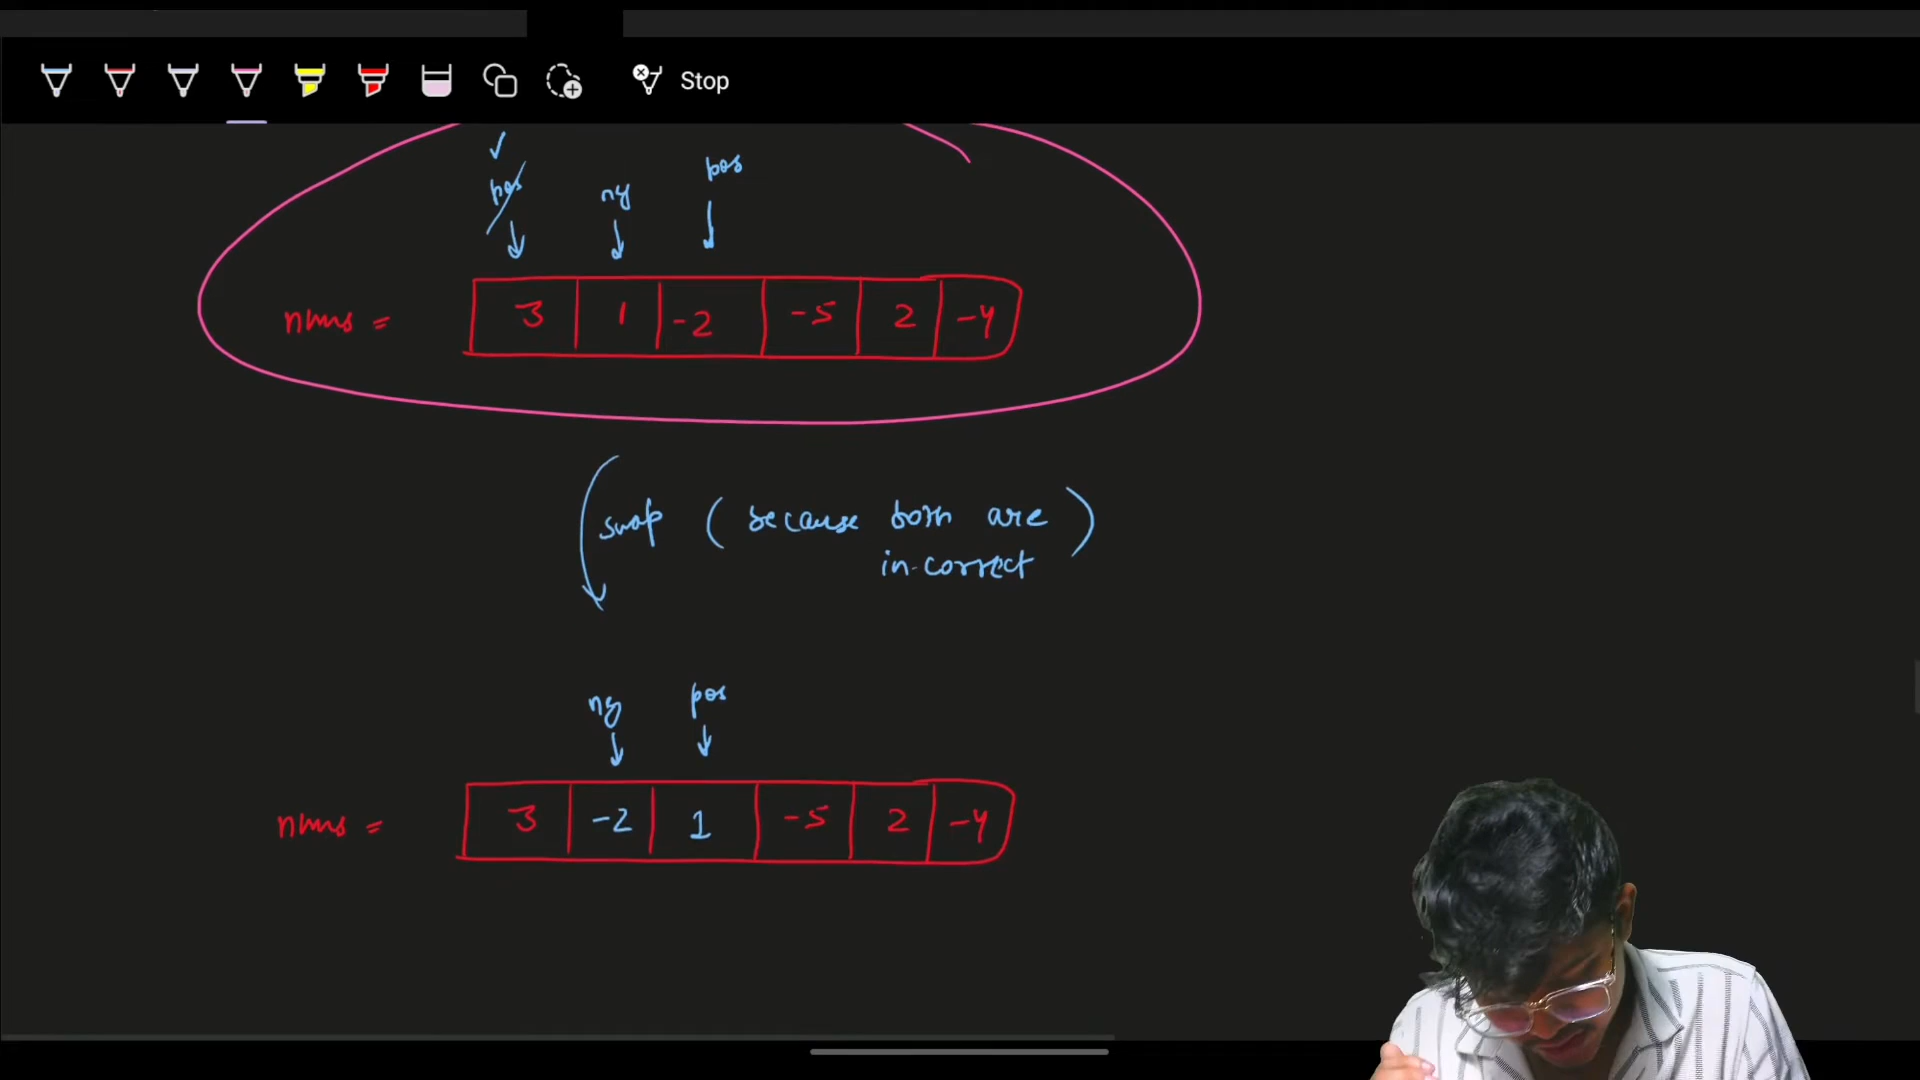 Stop
pos
pos neg
nums = 3 1 -2 -5 2 -4
swap ( because both are )
in-correct
neg pos
nums = 3 -2 1 -5 2 -4